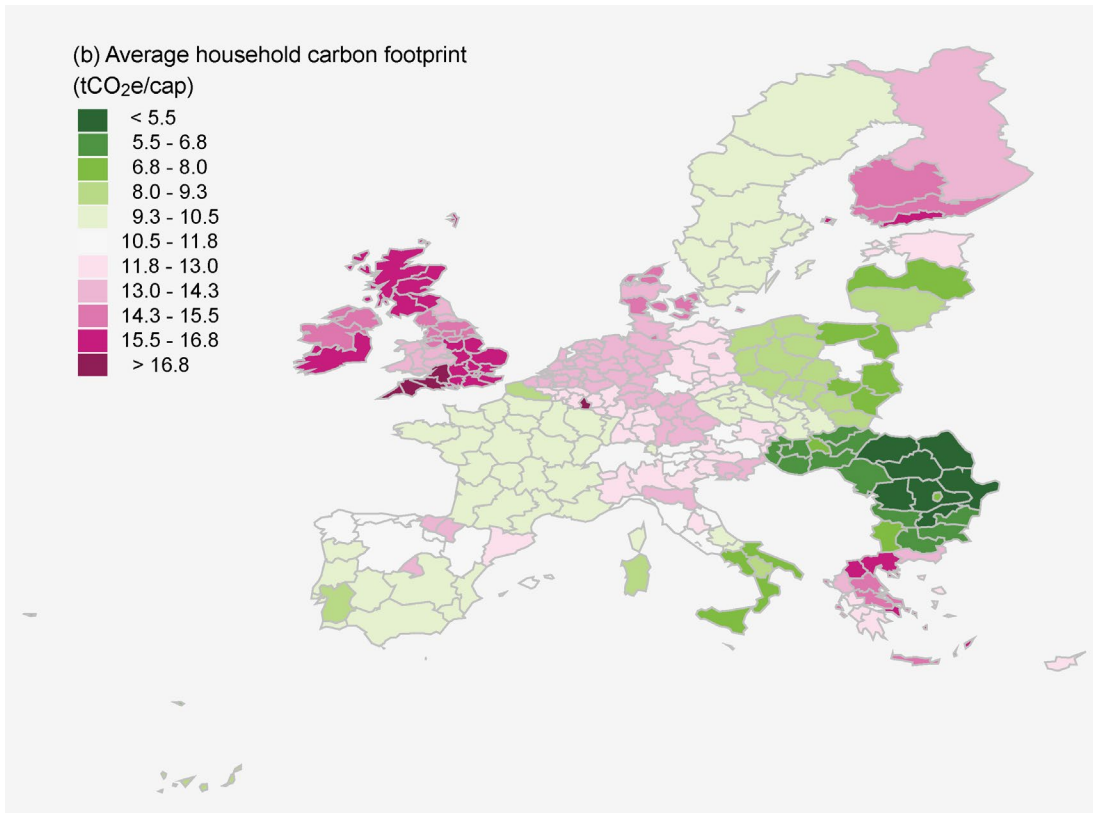 (b) Average household carbon footprint
(tCO₂e/cap)
< 5.5
5.5 - 6.8
6.8 - 8.0
8.0 - 9.3
9.3 - 10.5
10.5 - 11.8
11.8 - 13.0
13.0 - 14.3
14.3 - 15.5
15.5 - 16.8
> 16.8